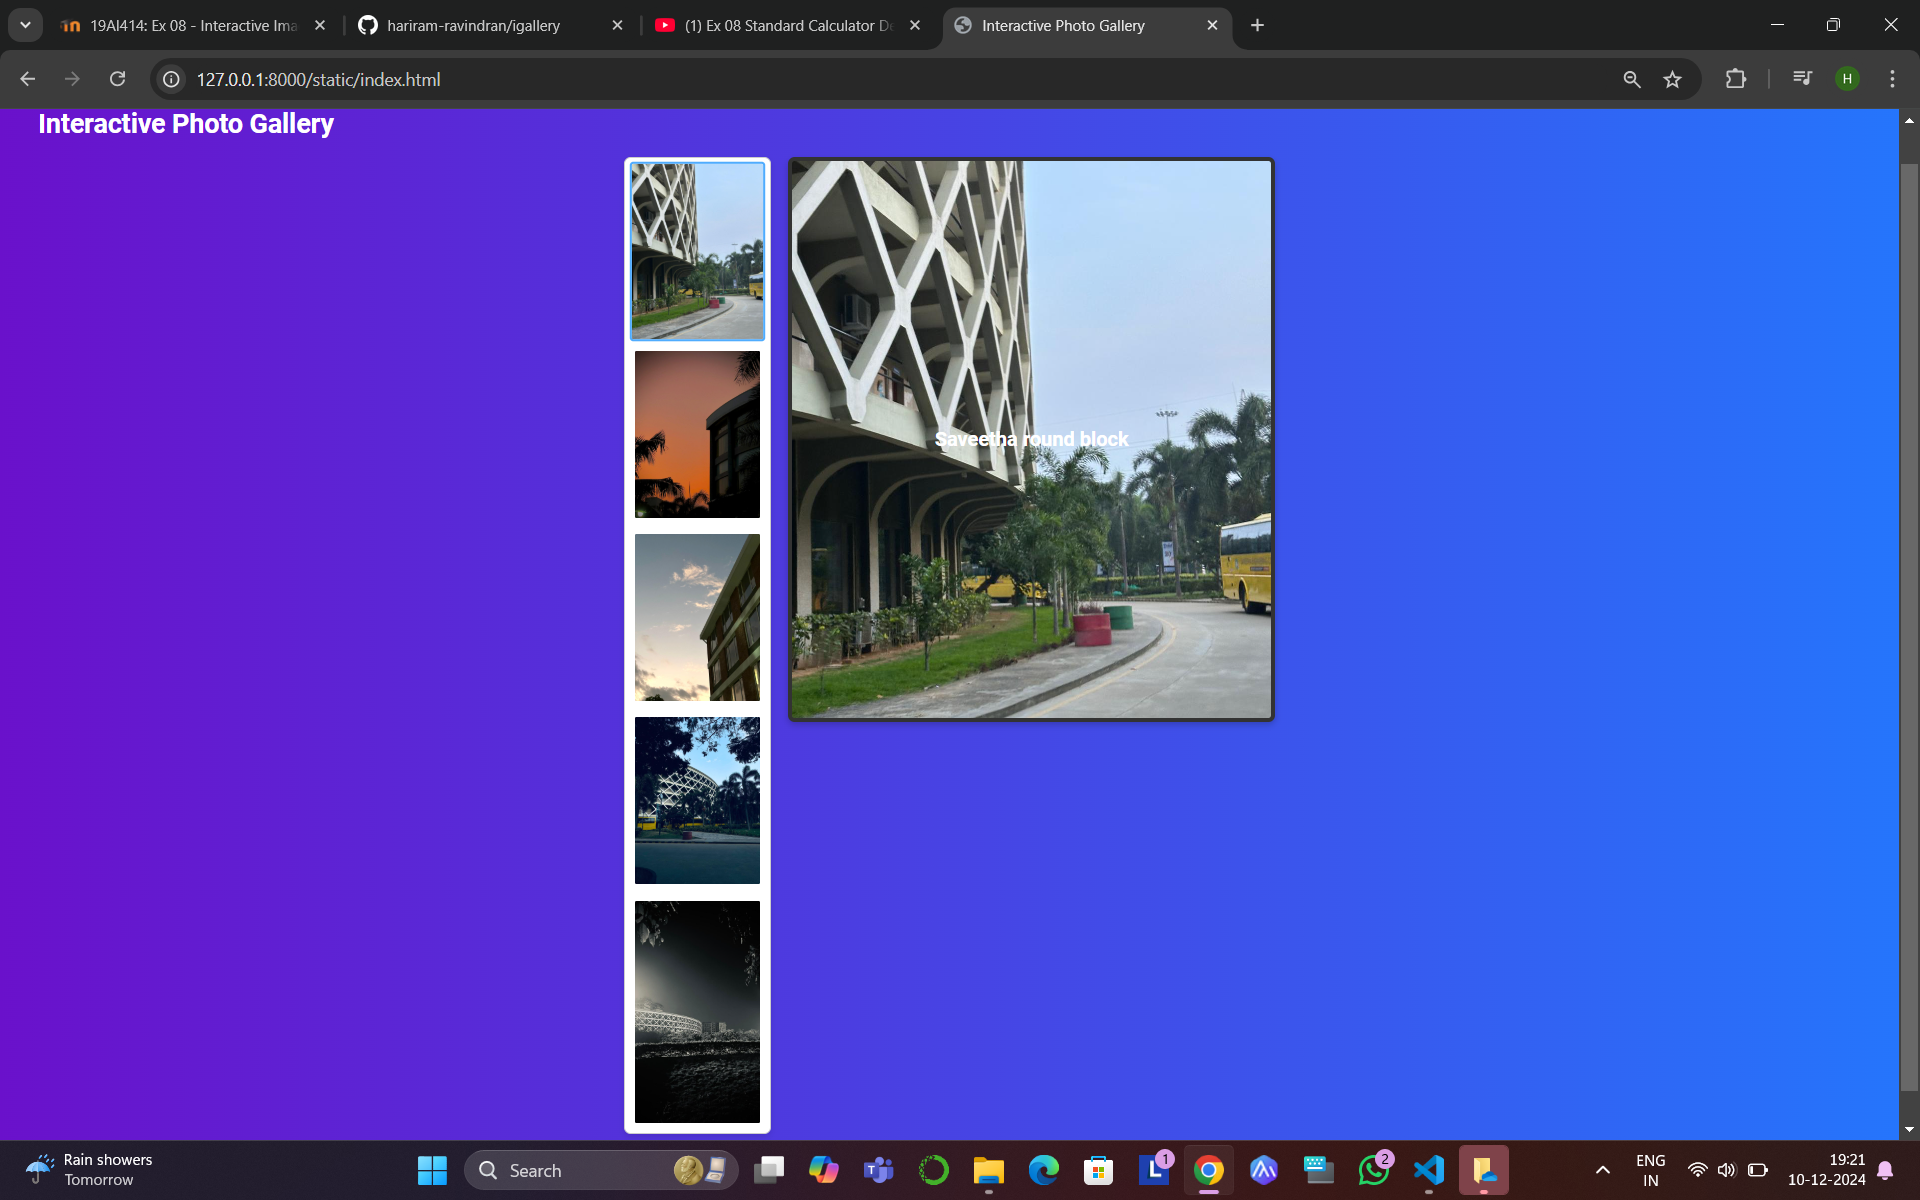 19AI414: Ex 08 - Interactive Ima
hariram-ravindran/igallery
(1) Ex 08 Standard Calculator De
Interactive Photo Gallery
127.0.0.1:8000/static/index.html
H
Interactive Photo Gallery
Saveetha round block
Rain showers
Tomorrow
Search
1
2
ENG
IN
19:21
10-12-2024